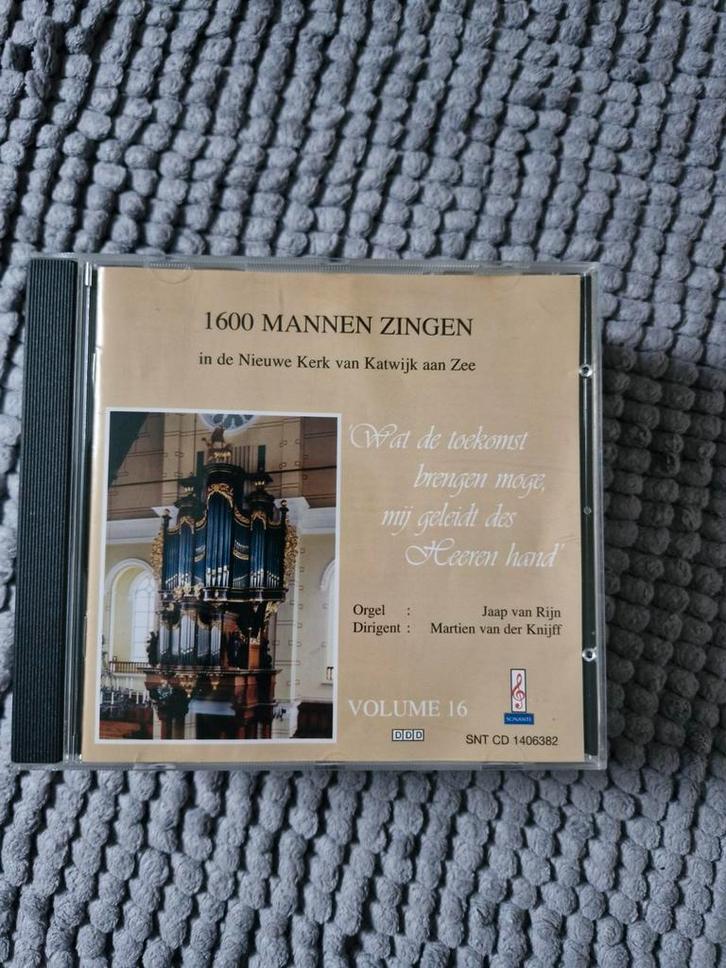 1600 MANNEN ZINGEN
in de Nieuwe Kerk van Katwijk aan Zee
'Wat de toekomst
brengen moge,
mij geleidt des
Heeren hand'
Orgel : Jaap van Rijn
Dirigent : Martien van der Knijff
VOLUME 16
SONANTE
DDD
SNT CD 1406382